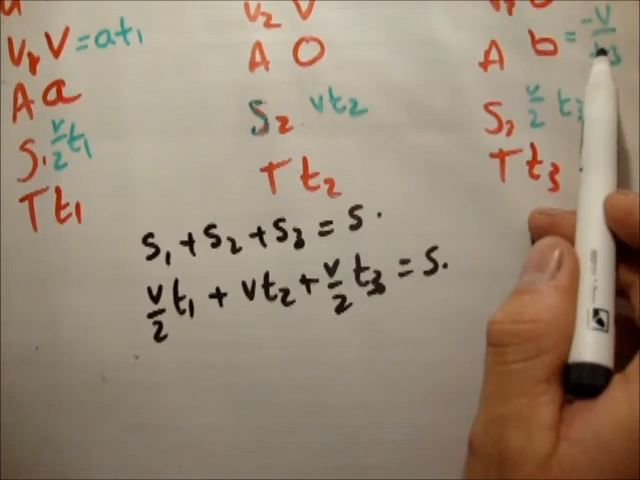 V₁ V = at₁
A a
S₁ v/2 t₁
T t₁
V₂ V
A O
S₂ vt₂
T t₂
A b = -v/t₃
S₃ v/2 t₃
T t₃
S₁ + S₂ + S₃ = S.
v/2 t₁ + vt₂ + v/2 t₃ = S.